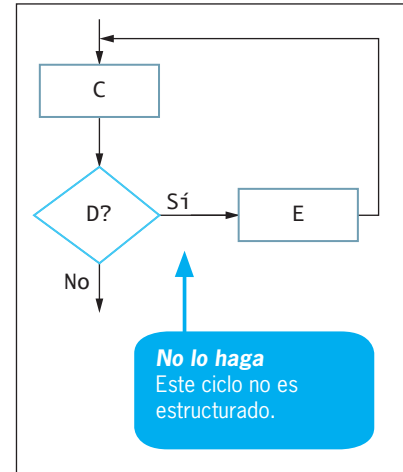 C
D?
Sí
E
No
No lo haga
Este ciclo no es
estructurado.